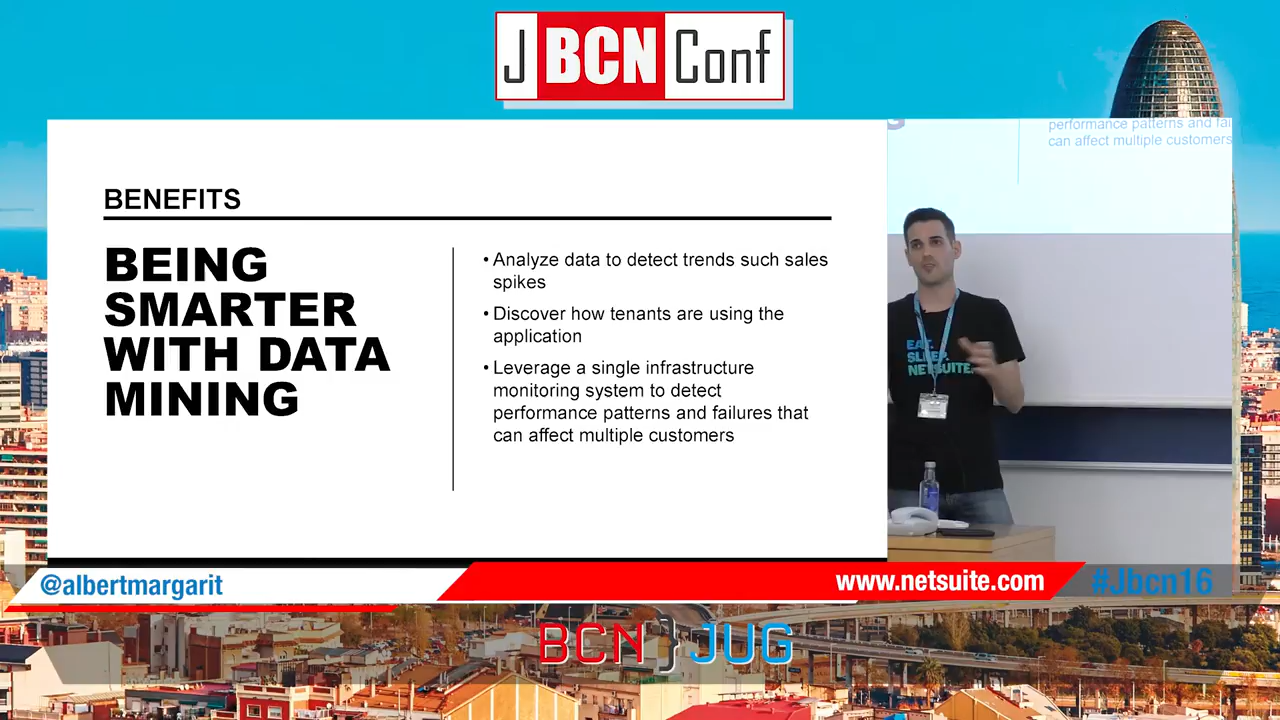 J BCN Conf
performance patterns and fai
can affect multiple customers
BENEFITS
BEING
SMARTER
WITH DATA
MINING
• Analyze data to detect trends such sales
spikes
• Discover how tenants are using the
application
• Leverage a single infrastructure
monitoring system to detect
performance patterns and failures that
can affect multiple customers
EAT.
SLEEP.
NETSUITE.
@albertmargarit
www.netsuite.com
#Jbcn16
BCN JUG